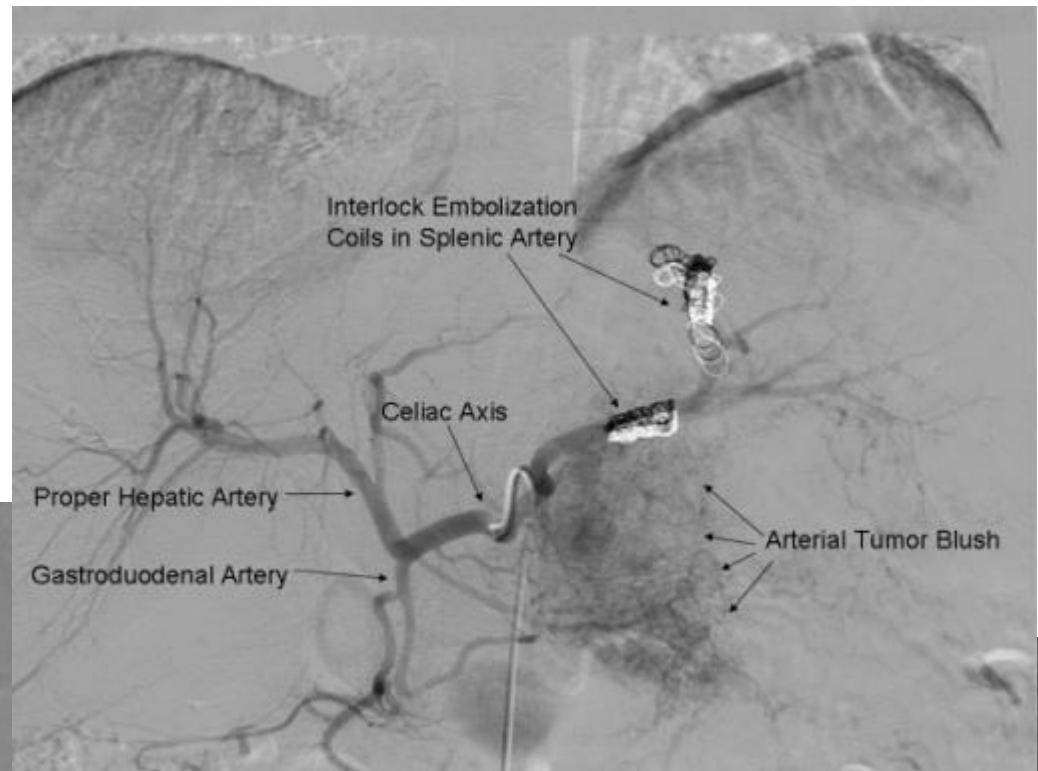 Interlock Embolization
Coils in Splenic Artery
Celiac Axis
Proper Hepatic Artery
Arterial Tumor Blush
Gastroduodenal Artery